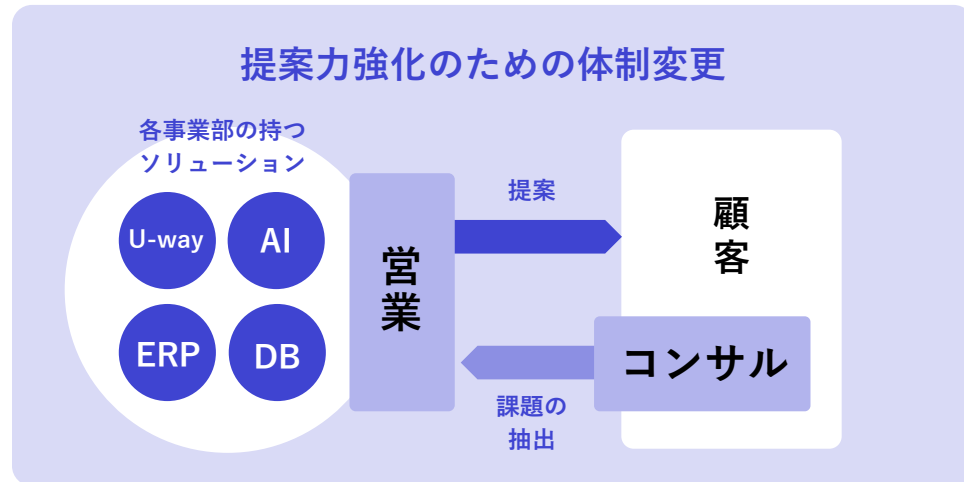 提案力強化のための体制変更
各事業部の持つ
ソリューション
U-way
AI
ERP
DB
営業
提案
顧客
コンサル
課題の
抽出